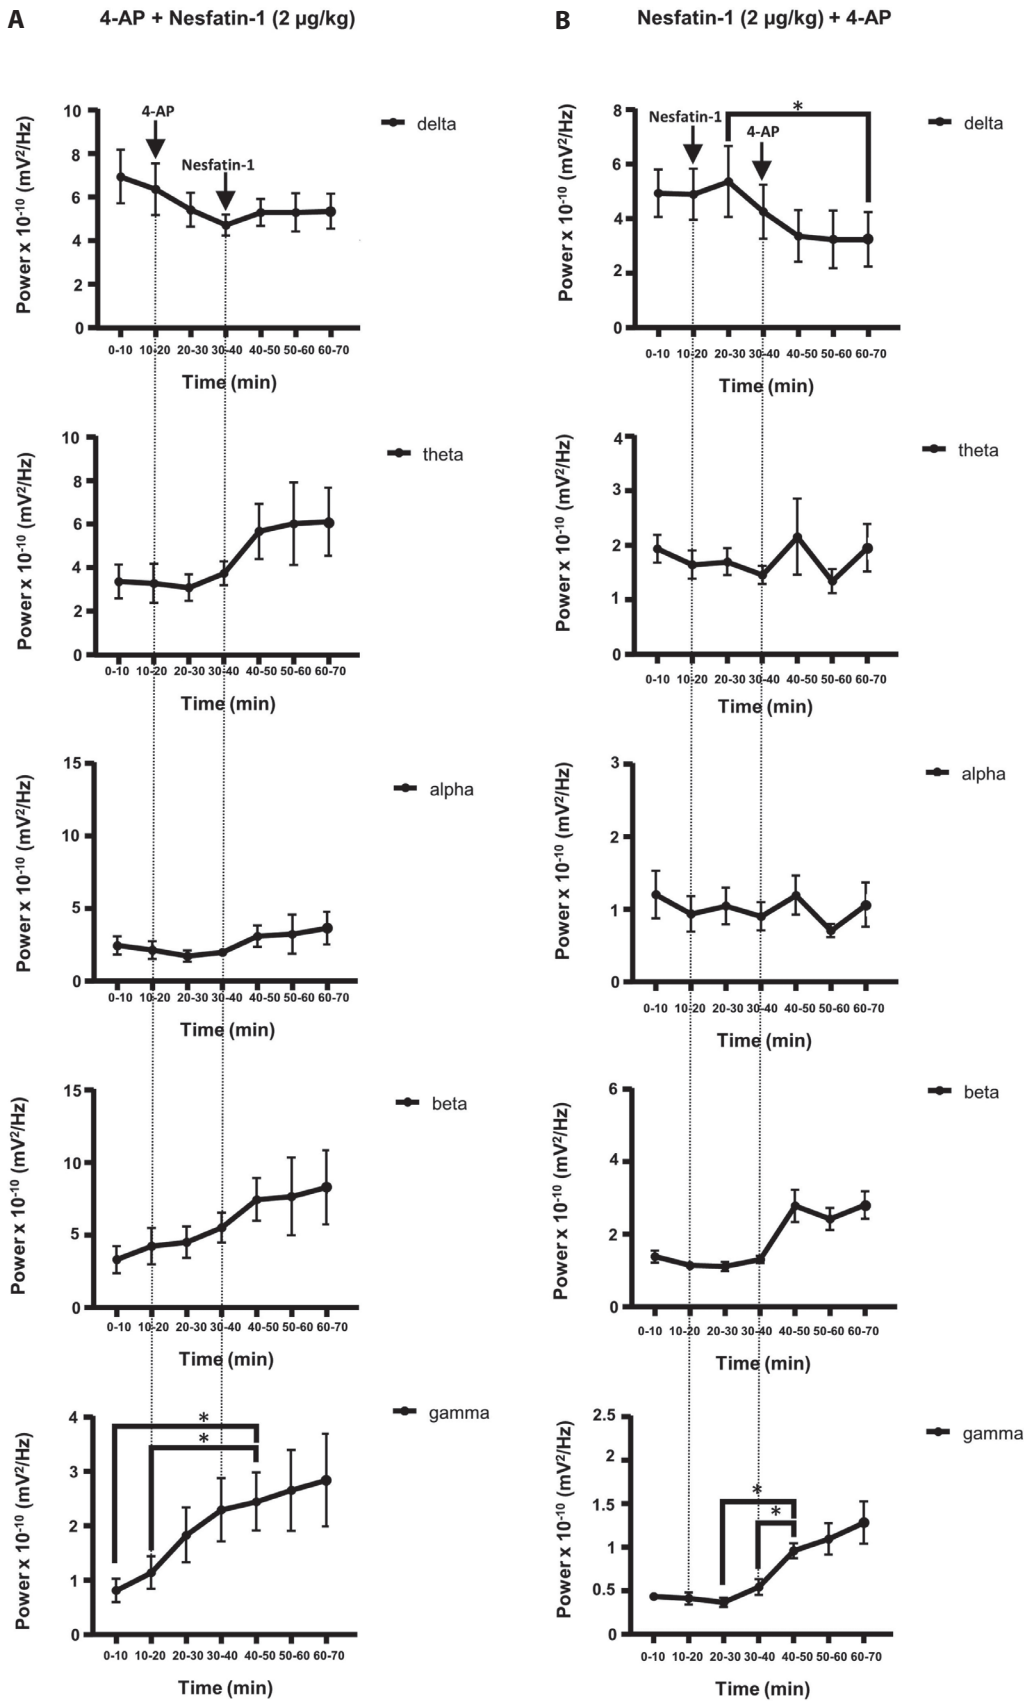 A
4-AP + Nesfatin-1 (2 µg/kg)
Power x 10⁻¹⁰ (mV²/Hz)
10
8
6
4
2
0
4-AP
Nesfatin-1
delta
0-10 10-20 20-30 30-40 40-50 50-60 60-70
Time (min)
Power x 10⁻¹⁰ (mV²/Hz)
10
8
6
4
2
0
theta
0-10 10-20 20-30 30-40 40-50 50-60 60-70
Time (min)
Power x 10⁻¹⁰ (mV²/Hz)
15
10
5
0
alpha
0-10 10-20 20-30 30-40 40-50 50-60 60-70
Time (min)
Power x 10⁻¹⁰ (mV²/Hz)
15
10
5
0
beta
0-10 10-20 20-30 30-40 40-50 50-60 60-70
Time (min)
Power x 10⁻¹⁰ (mV²/Hz)
4
3
2
1
0
*
*
gamma
0-10 10-20 20-30 30-40 40-50 50-60 60-70
Time (min)
B
Nesfatin-1 (2 µg/kg) + 4-AP
Power x 10⁻¹⁰ (mV²/Hz)
8
6
4
2
0
*
Nesfatin-1
4-AP
delta
0-10 10-20 20-30 30-40 40-50 50-60 60-70
Time (min)
Power x 10⁻¹⁰ (mV²/Hz)
4
3
2
1
0
theta
0-10 10-20 20-30 30-40 40-50 50-60 60-70
Time (min)
Power x 10⁻¹⁰ (mV²/Hz)
3
2
1
0
alpha
0-10 10-20 20-30 30-40 40-50 50-60 60-70
Time (min)
Power x 10⁻¹⁰ (mV²/Hz)
6
4
2
0
beta
0-10 10-20 20-30 30-40 40-50 50-60 60-70
Time (min)
Power x 10⁻¹⁰ (mV²/Hz)
2.5
2
1.5
1
0.5
0
*
*
gamma
0-10 10-20 20-30 30-40 40-50 50-60 60-70
Time (min)